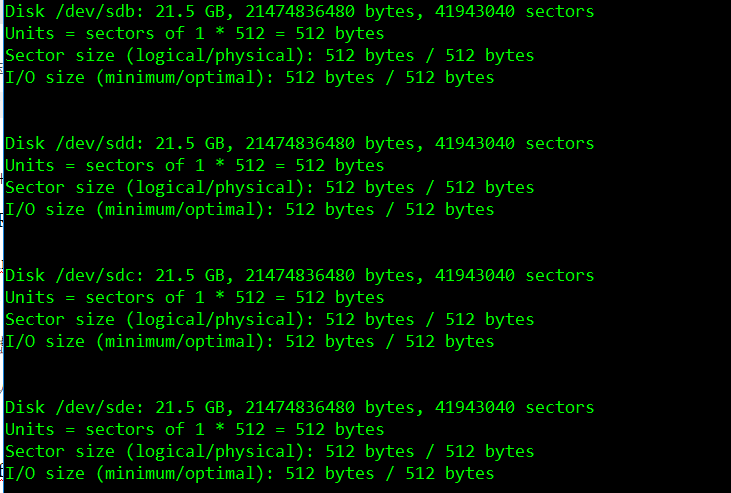 Disk /dev/sdb: 21.5 GB, 21474836480 bytes, 41943040 sectors
Units = sectors of 1 * 512 = 512 bytes
Sector size (logical/physical): 512 bytes / 512 bytes
I/O size (minimum/optimal): 512 bytes / 512 bytes
Disk /dev/sdd: 21.5 GB, 21474836480 bytes, 41943040 sectors
Units = sectors of 1 * 512 = 512 bytes
Sector size (logical/physical): 512 bytes / 512 bytes
I/O size (minimum/optimal): 512 bytes / 512 bytes
Disk /dev/sdc: 21.5 GB, 21474836480 bytes, 41943040 sectors
Units = sectors of 1 * 512 = 512 bytes
Sector size (logical/physical): 512 bytes / 512 bytes
I/O size (minimum/optimal): 512 bytes / 512 bytes
Disk /dev/sde: 21.5 GB, 21474836480 bytes, 41943040 sectors
Units = sectors of 1 * 512 = 512 bytes
Sector size (logical/physical): 512 bytes / 512 bytes
I/O size (minimum/optimal): 512 bytes / 512 bytes